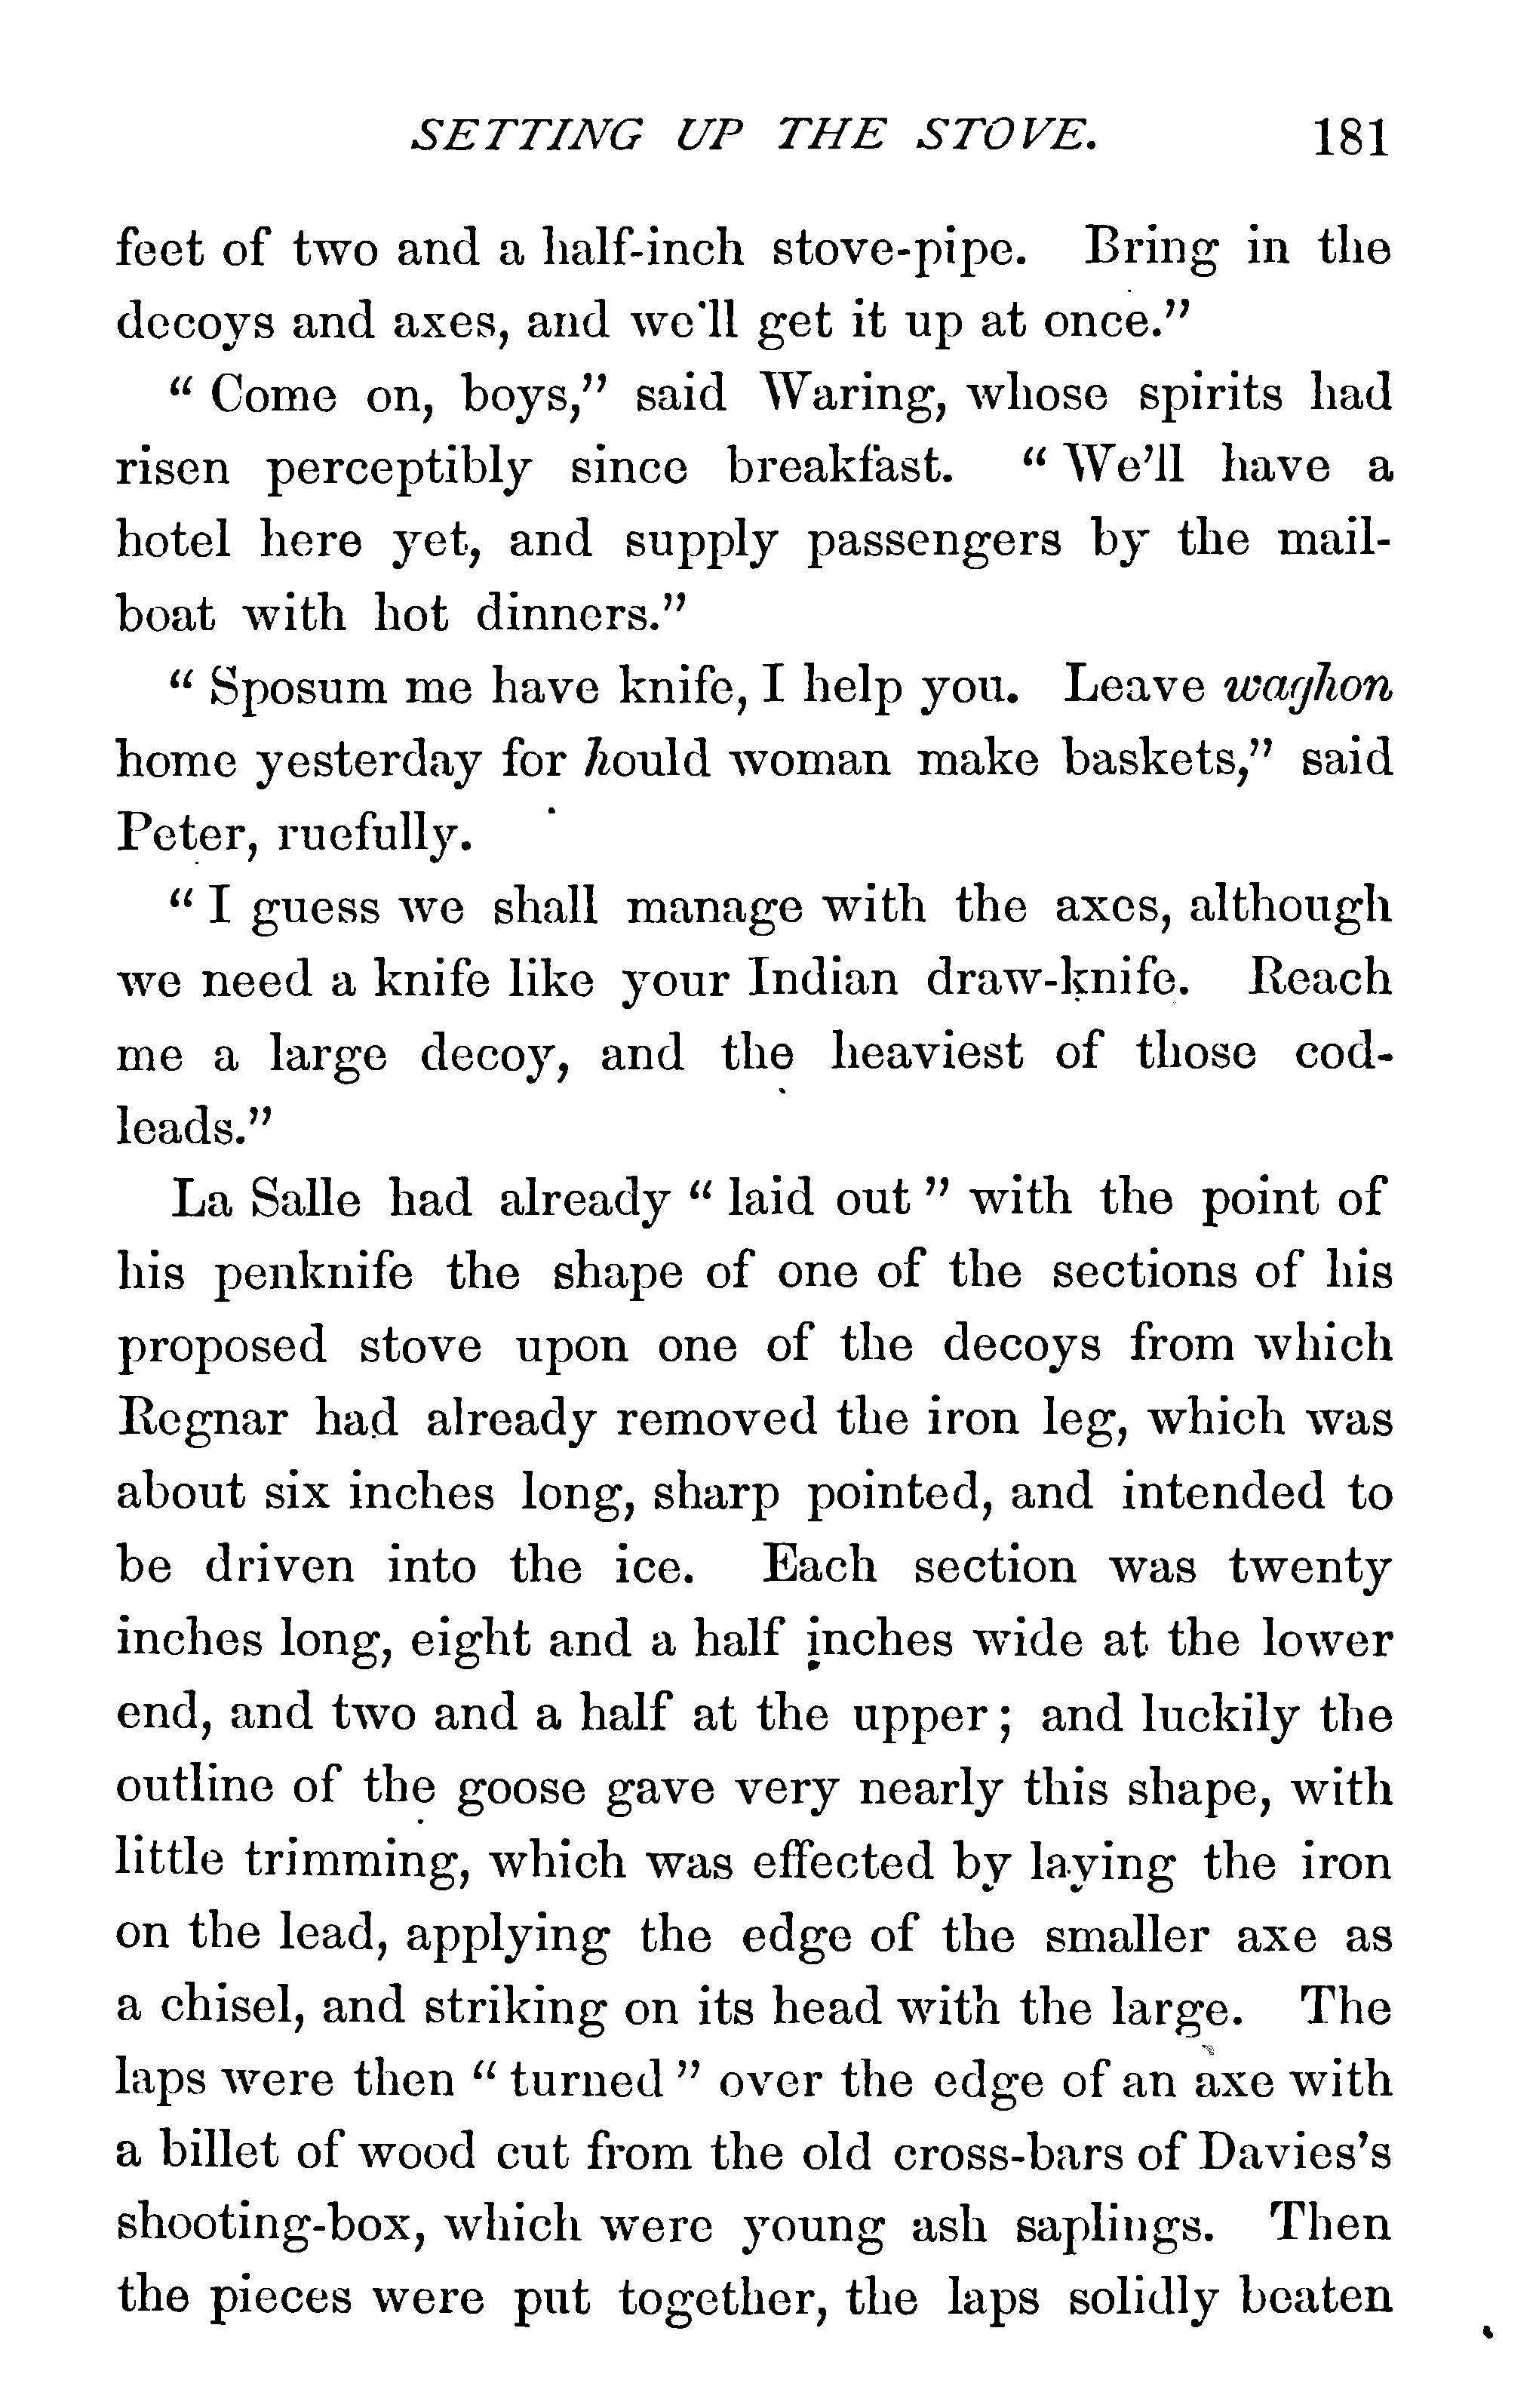 SETTING UP THE STOVE. 181
feet of two and a half-inch stove-pipe. Bring in the
decoys and axes, and we'll get it up at once.”
“ Come on, boys,” said Waring, whose spirits had
risen perceptibly since breakfast. “ We’ll have a
hotel here yet, and supply passengers by the mail-
boat with hot dinners.”
“ Sposum me have knife, I help you. Leave waghon
home yesterday for hould woman make baskets,” said
Peter, ruefully.
“ I guess we shall manage with the axes, although
we need a knife like your Indian draw-knife. Reach
me a large decoy, and the heaviest of those cod-
leads.”
La Salle had already “ laid out ” with the point of
his penknife the shape of one of the sections of his
proposed stove upon one of the decoys from which
Regnar had already removed the iron leg, which was
about six inches long, sharp pointed, and intended to
be driven into the ice. Each section was twenty
inches long, eight and a half inches wide at the lower
end, and two and a half at the upper ; and luckily the
outline of the goose gave very nearly this shape, with
little trimming, which was effected by laying the iron
on the lead, applying the edge of the smaller axe as
a chisel, and striking on its head with the large. The
laps were then “ turned ” over the edge of an axe with
a billet of wood cut from the old cross-bars of Davies’s
shooting-box, which were young ash saplings. Then
the pieces were put together, the laps solidly beaten